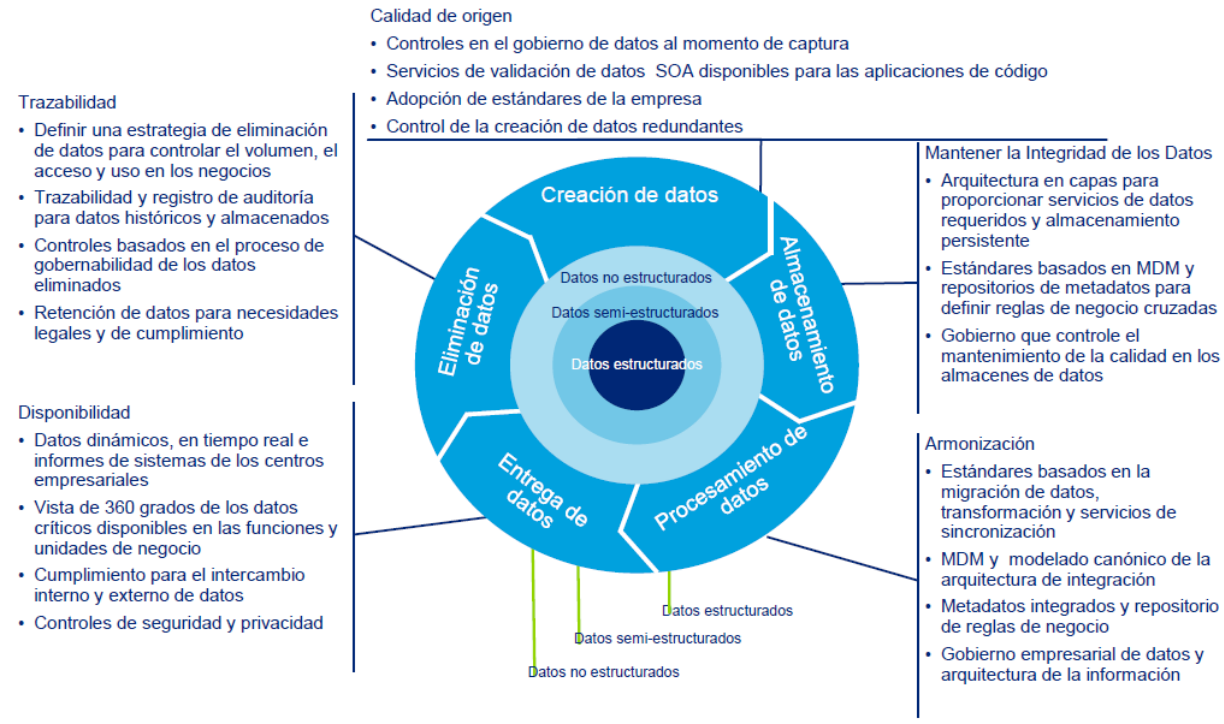 Calidad de origen
• Controles en el gobierno de datos al momento de captura
• Servicios de validación de datos SOA disponibles para las aplicaciones de código
• Adopción de estándares de la empresa
• Control de la creación de datos redundantes
Trazabilidad
• Definir una estrategia de eliminación
de datos para controlar el volumen, el
acceso y uso en los negocios
• Trazabilidad y registro de auditoría
para datos históricos y almacenados
• Controles basados en el proceso de
gobernabilidad de los datos
eliminados
• Retención de datos para necesidades
legales y de cumplimiento
Disponibilidad
• Datos dinámicos, en tiempo real e
informes de sistemas de los centros
empresariales
• Vista de 360 grados de los datos
críticos disponibles en las funciones y
unidades de negocio
• Cumplimiento para el intercambio
interno y externo de datos
• Controles de seguridad y privacidad
Creación de datos
Almacenamiento
de datos
Procesamiento de
datos
Entrega de
datos
Eliminación
de datos
Datos no estructurados
Datos semi-estructurados
Datos estructurados
Datos estructurados
Datos semi-estructurados
Datos no estructurados
Mantener la Integridad de los Datos
• Arquitectura en capas para
proporcionar servicios de datos
requeridos y almacenamiento
persistente
• Estándares basados en MDM y
repositorios de metadatos para
definir reglas de negocio cruzadas
• Gobierno que controle el
mantenimiento de la calidad en los
almacenes de datos
Armonización
• Estándares basados en la
migración de datos,
transformación y servicios de
sincronización
• MDM y modelado canónico de la
arquitectura de integración
• Metadatos integrados y repositorio
de reglas de negocio
• Gobierno empresarial de datos y
arquitectura de la información